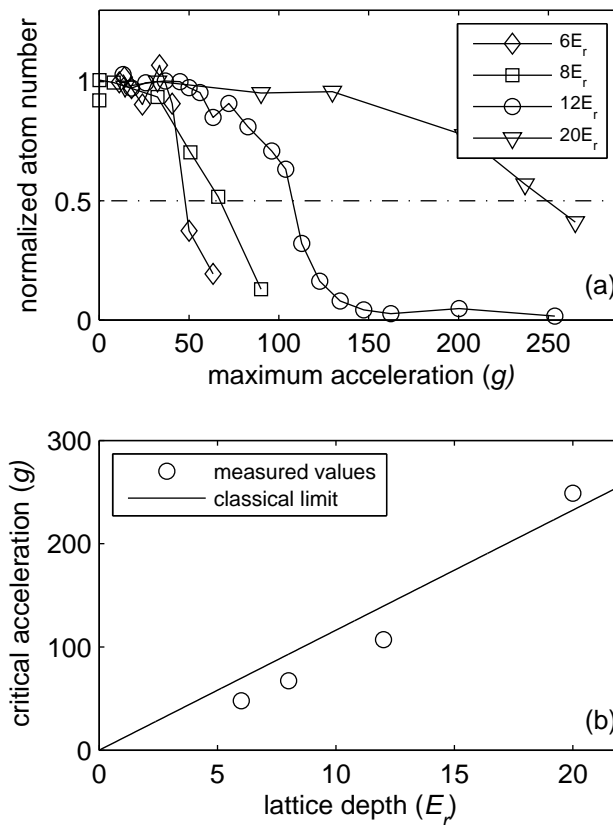 6E_r
8E_r
12E_r
20E_r
1
0.5
0
normalized atom number
(a)
0 50 100 150 200 250
maximum acceleration (g)
300
200
100
0
critical acceleration (g)
measured values
classical limit
(b)
0 5 10 15 20
lattice depth (E_r)